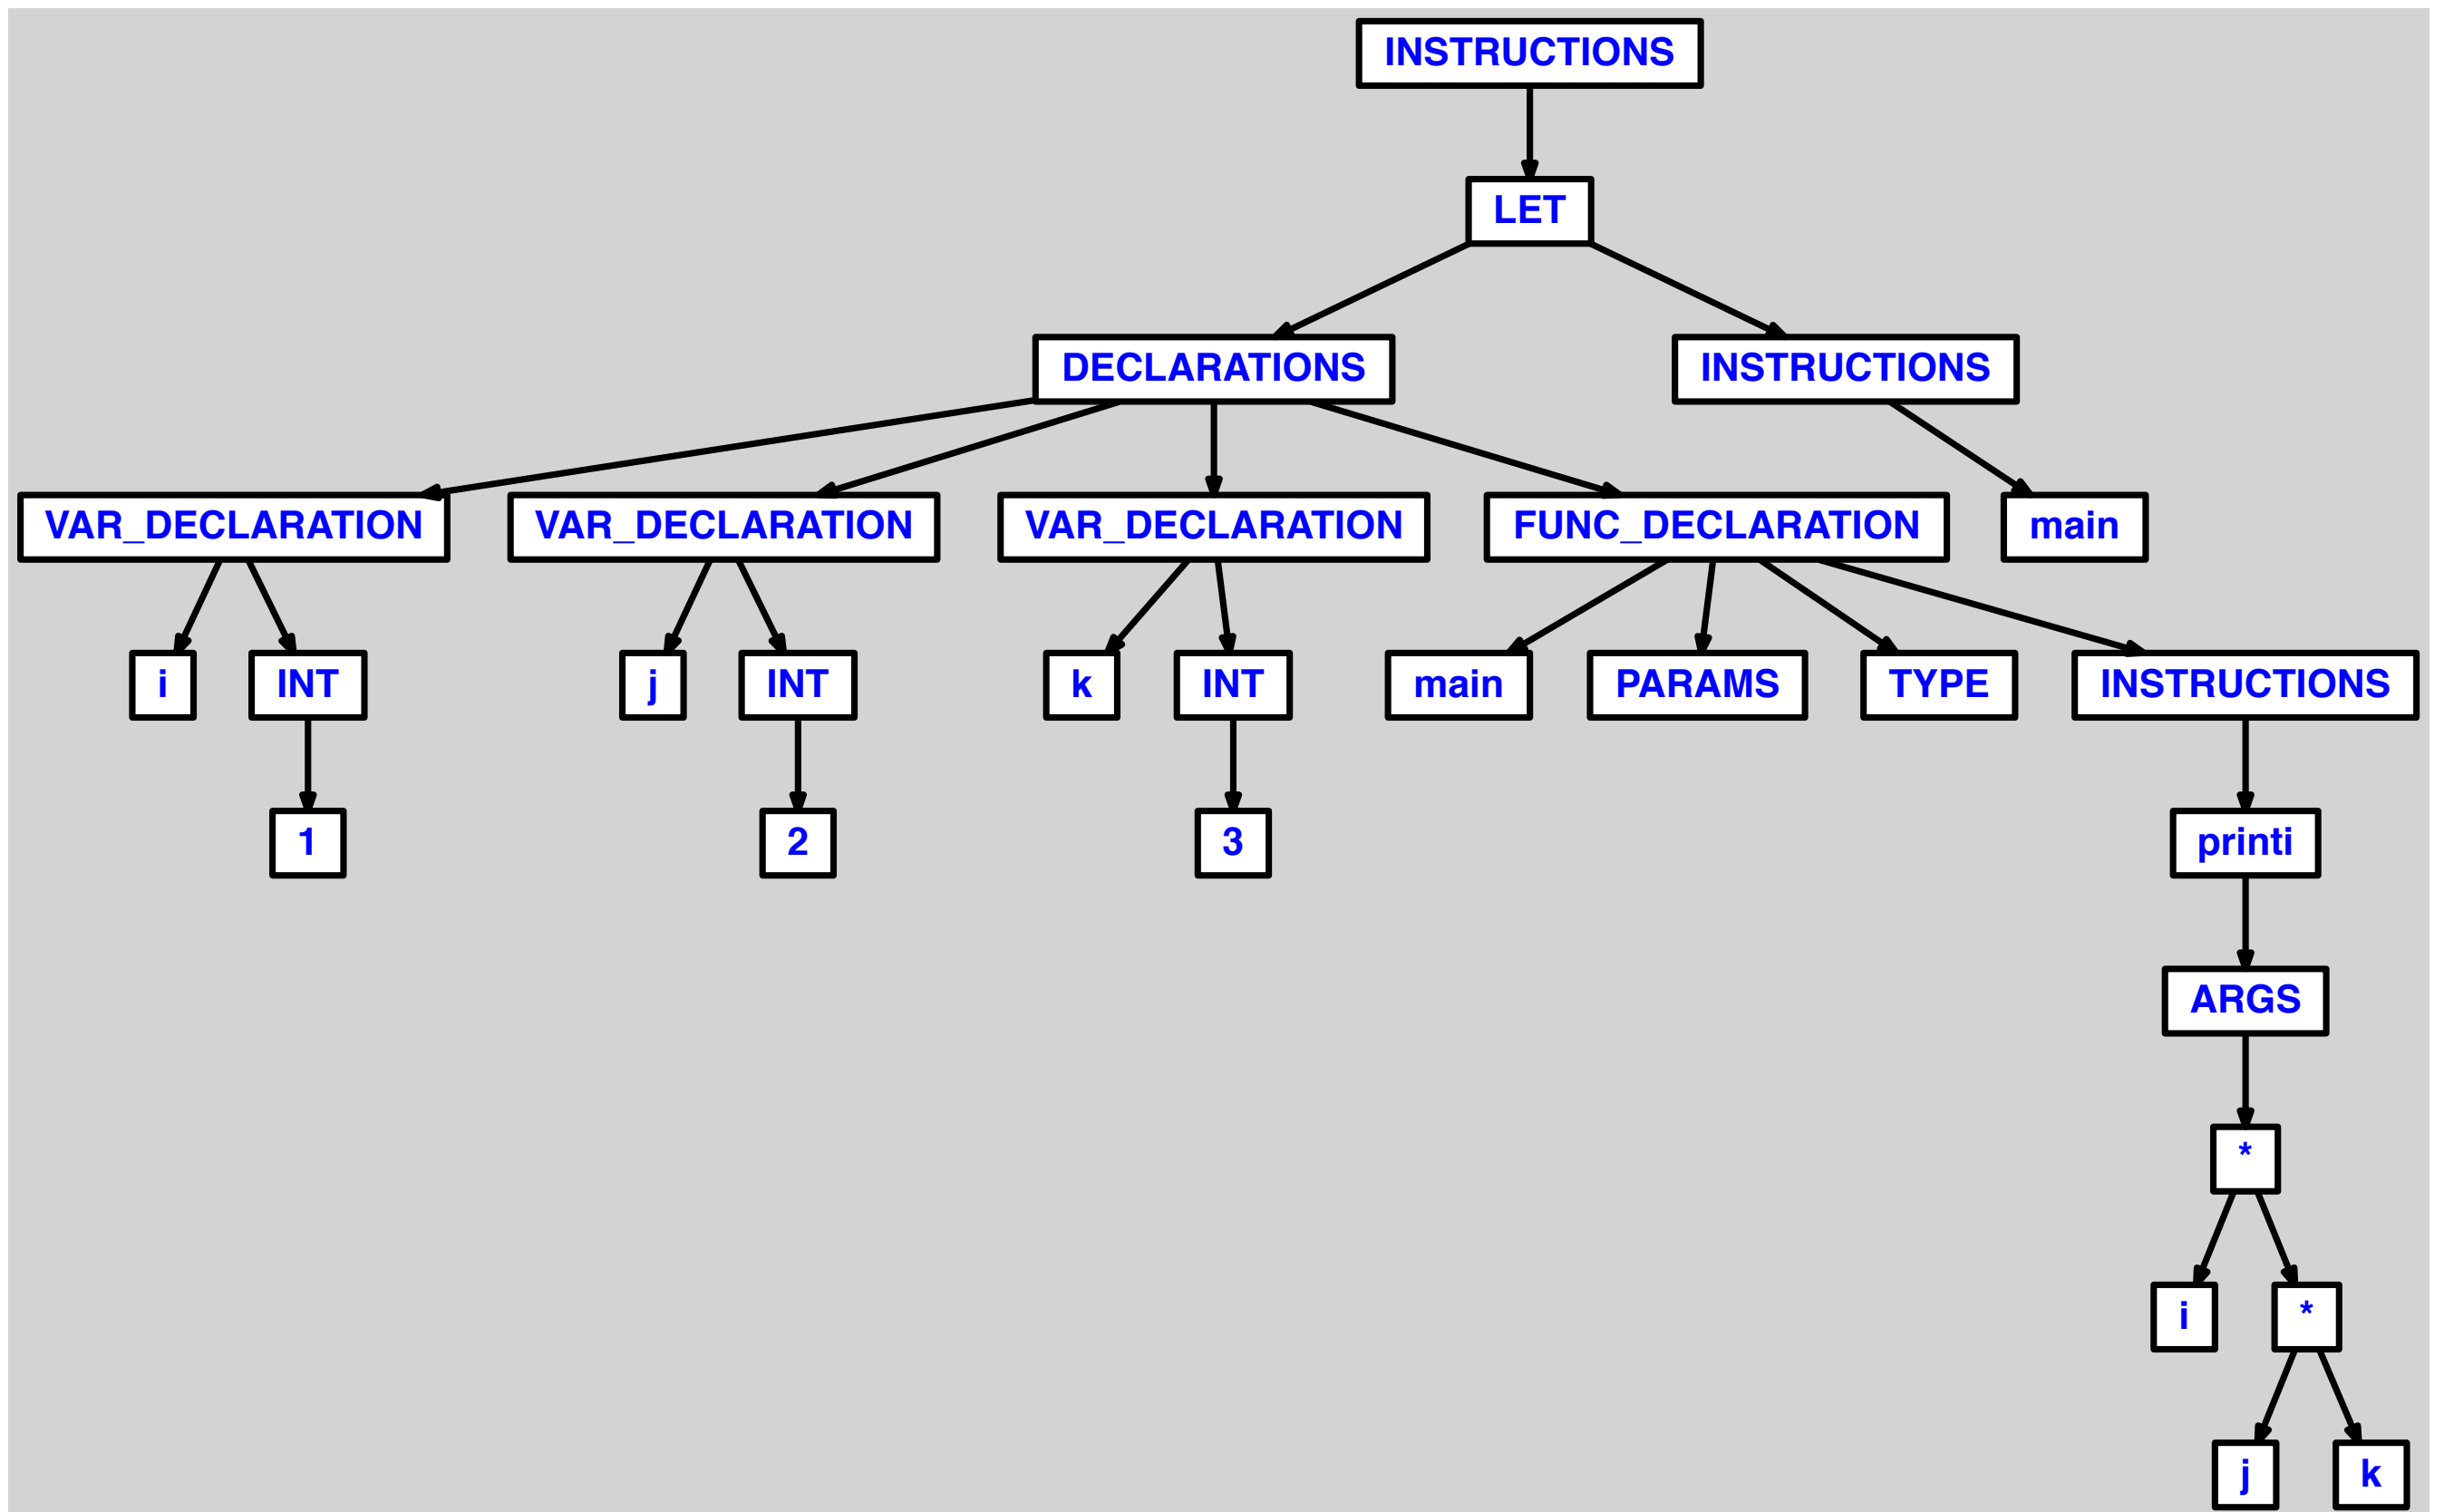 INSTRUCTIONS
LET
DECLARATIONS
INSTRUCTIONS
VAR_DECLARATION
VAR_DECLARATION
VAR_DECLARATION
FUNC_DECLARATION
main
i
INT
j
INT
k
INT
main
PARAMS
TYPE
INSTRUCTIONS
1
2
3
printi
ARGS
*
i
*
j
k